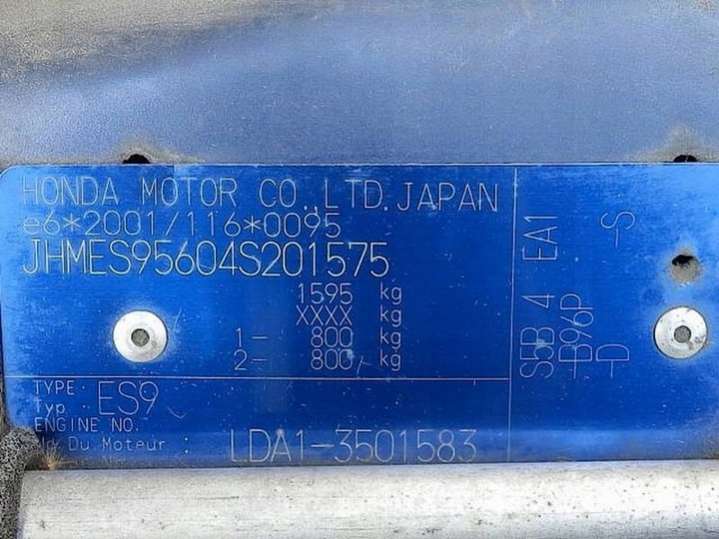 HONDA MOTOR CO.,LTD.JAPAN
e6*2001/116*0095
JHMES95604S201575
1595 kg
XXXX kg
1- 800 kg
2- 800 kg
TYPE :
Typ : ES9
ENGINE NO.
Du Moteur : LDA1-3501583
S5B 4 EA1
-B96P
-D -S